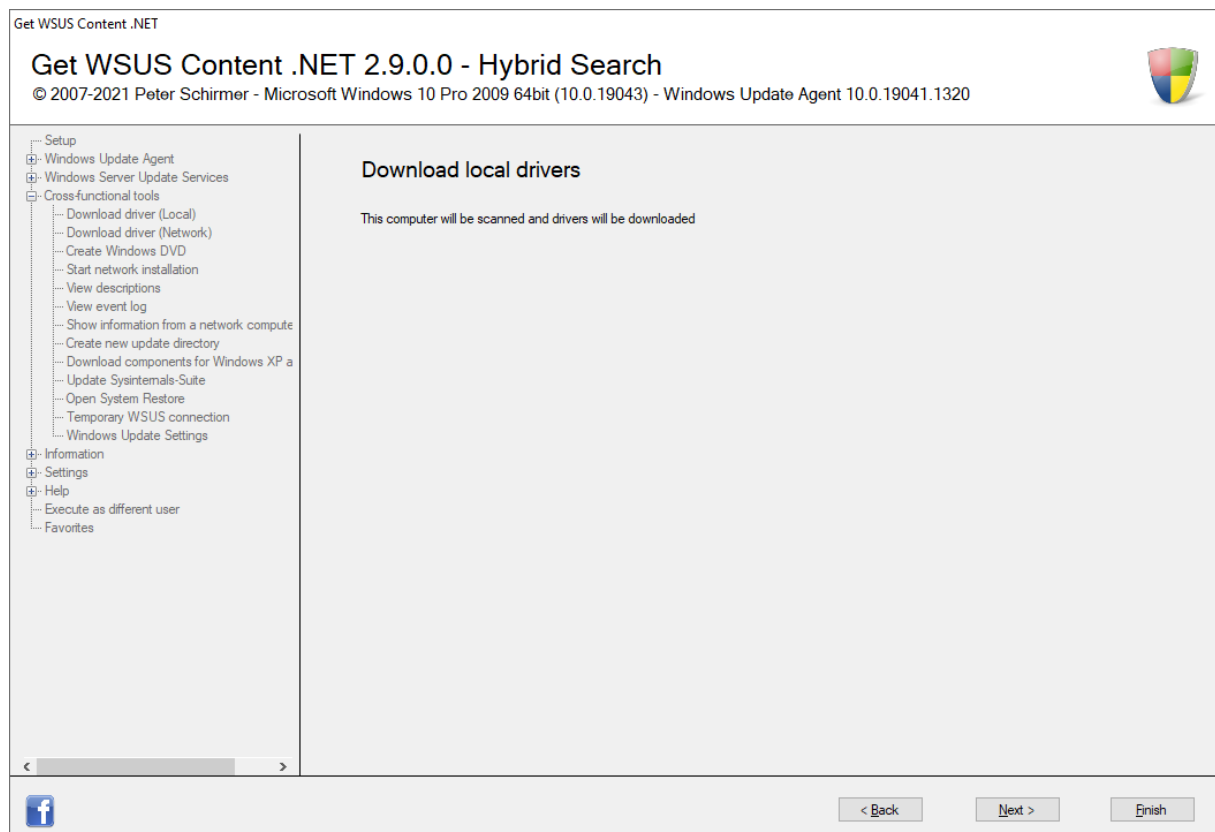 Get WSUS Content .NET
Get WSUS Content .NET 2.9.0.0 - Hybrid Search
© 2007-2021 Peter Schirmer - Microsoft Windows 10 Pro 2009 64bit (10.0.19043) - Windows Update Agent 10.0.19041.1320
Setup
Windows Update Agent
Windows Server Update Services
Cross-functional tools
Download driver (Local)
Download driver (Network)
Create Windows DVD
Start network installation
View descriptions
View event log
Show information from a network compute
Create new update directory
Download components for Windows XP a
Update Sysinternals-Suite
Open System Restore
Temporary WSUS connection
Windows Update Settings
Information
Settings
Help
Execute as different user
Favorites
Download local drivers
This computer will be scanned and drivers will be downloaded
f
< Back
Next >
Finish